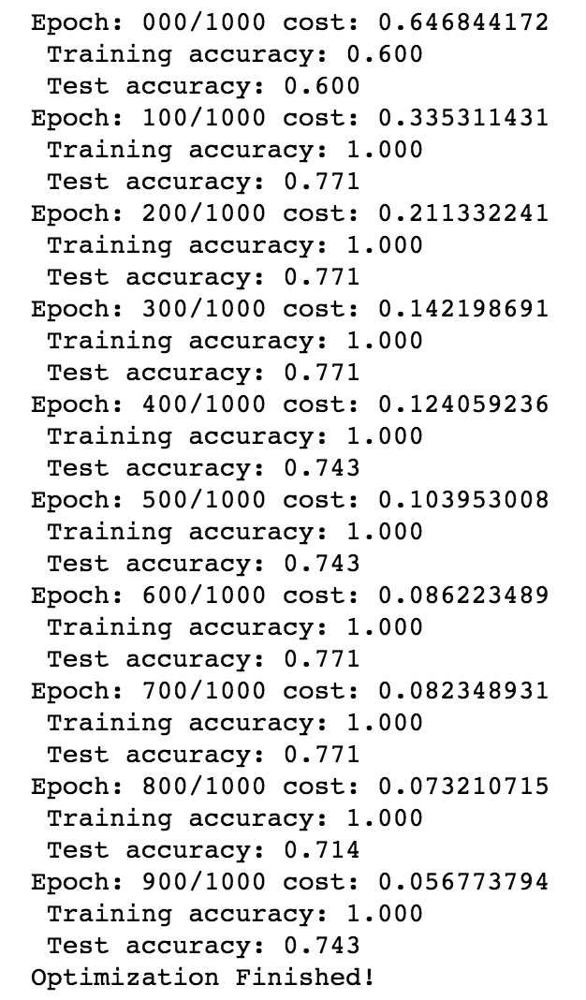 Epoch: 000/1000 cost: 0.646844172
Training accuracy: 0.600
Test accuracy: 0.600
Epoch: 100/1000 cost: 0.335311431
Training accuracy: 1.000
Test accuracy: 0.771
Epoch: 200/1000 cost: 0.211332241
Training accuracy: 1.000
Test accuracy: 0.771
Epoch: 300/1000 cost: 0.142198691
Training accuracy: 1.000
Test accuracy: 0.771
Epoch: 400/1000 cost: 0.124059236
Training accuracy: 1.000
Test accuracy: 0.743
Epoch: 500/1000 cost: 0.103953008
Training accuracy: 1.000
Test accuracy: 0.743
Epoch: 600/1000 cost: 0.086223489
Training accuracy: 1.000
Test accuracy: 0.771
Epoch: 700/1000 cost: 0.082348931
Training accuracy: 1.000
Test accuracy: 0.771
Epoch: 800/1000 cost: 0.073210715
Training accuracy: 1.000
Test accuracy: 0.714
Epoch: 900/1000 cost: 0.056773794
Training accuracy: 1.000
Test accuracy: 0.743
Optimization Finished!